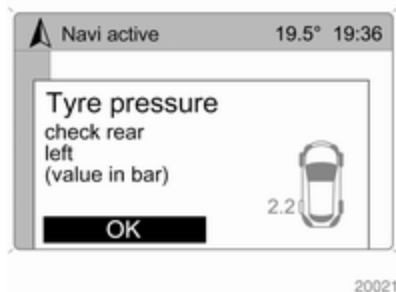 Navi active 19.5° 19:36
Tyre pressure
check rear
left
(value in bar)
2.2
OK
20021